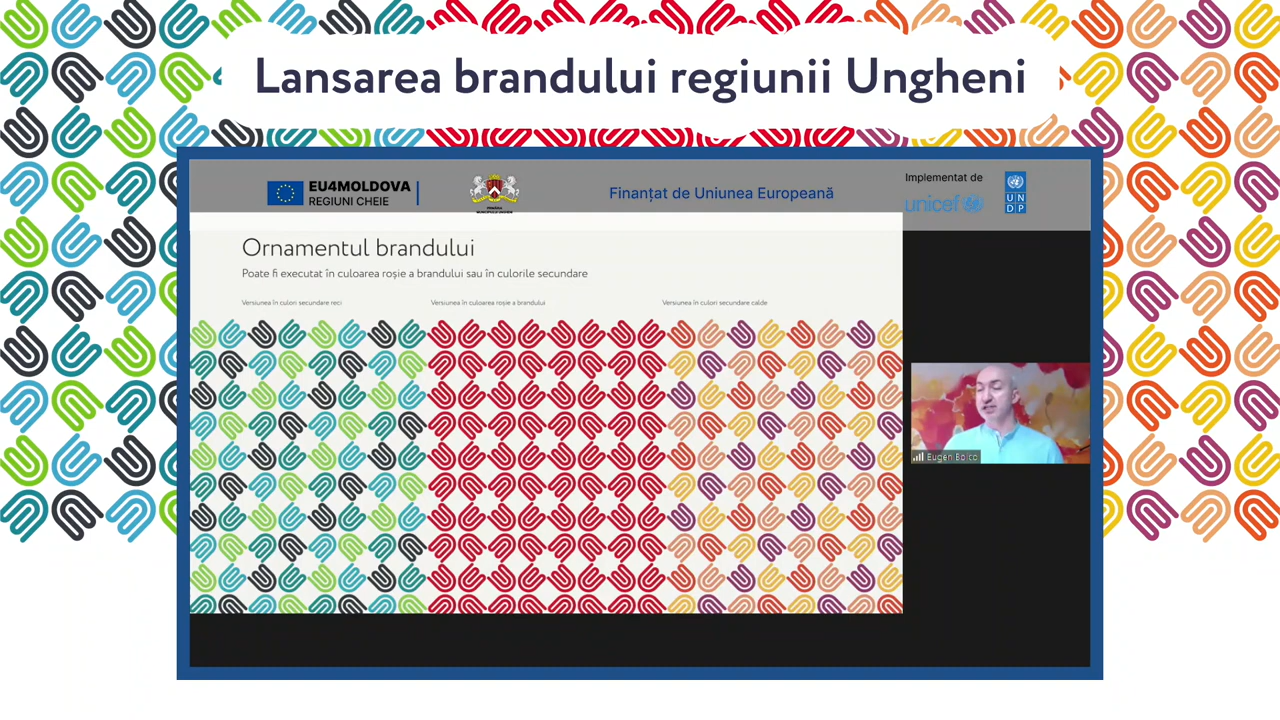 Lansarea brandului regiunii Ungheni
EU4MOLDOVA
REGIUNI CHEIE
Finanțat de Uniunea Europeană
Implementat de
unicef
UN
DP
Ornamentul brandului
Poate fi executat în culoarea roșie a brandului sau în culorile secundare
Versiunea în culori secundare reci
Versiunea în culoarea roșie a brandului
Versiunea în culori secundare calde
Eugen Boico